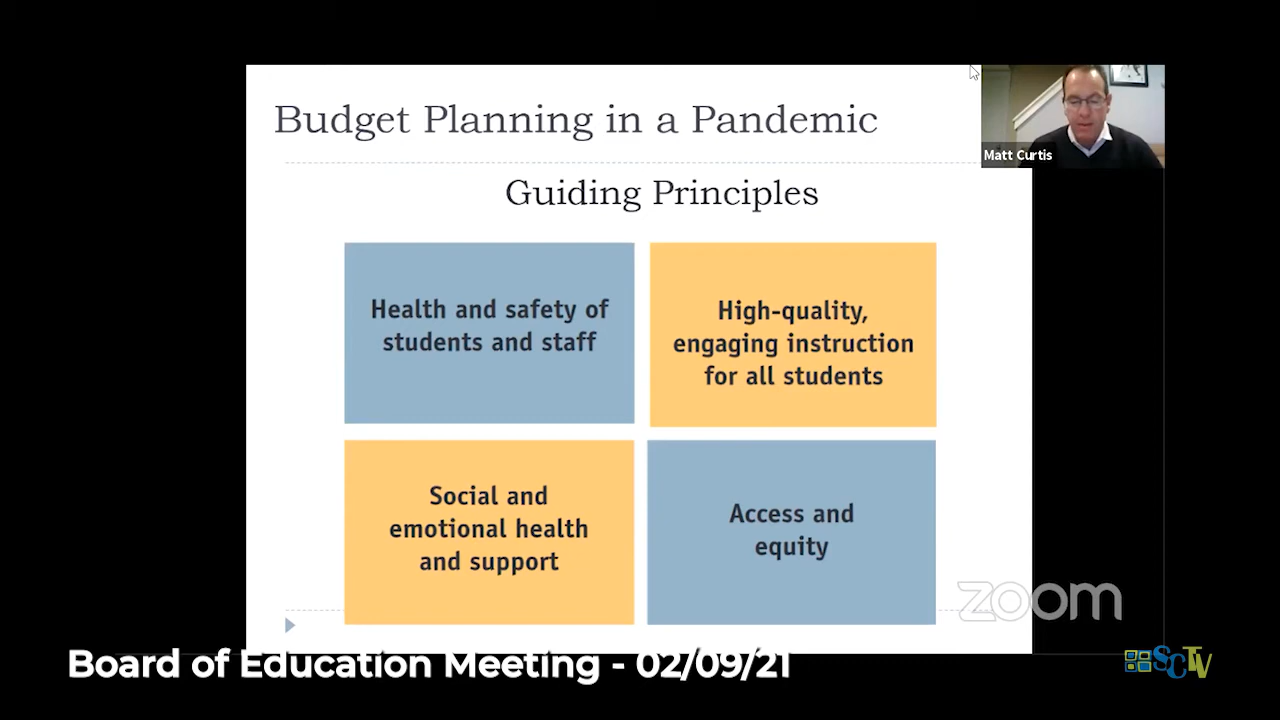 Budget Planning in a Pandemic
Matt Curtis
Guiding Principles
Health and safety of
students and staff
High-quality,
engaging instruction
for all students
Social and
emotional health
and support
Access and
equity
zoom
Board of Education Meeting - 02/09/21
SCTV